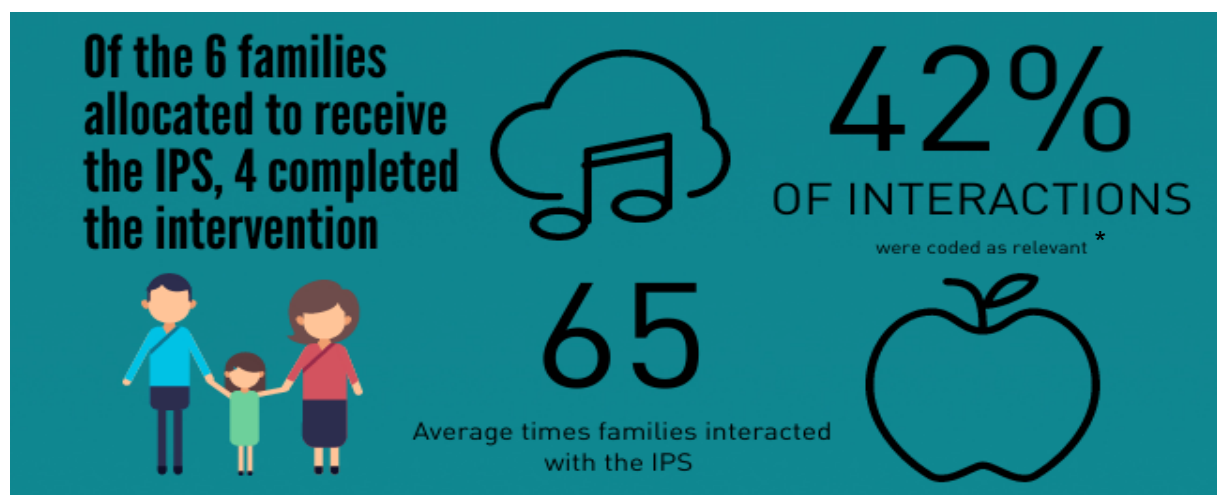 Of the 6 families
allocated to receive
the IPS, 4 completed
the intervention
65
Average times families interacted
with the IPS
42%
OF INTERACTIONS
were coded as relevant *